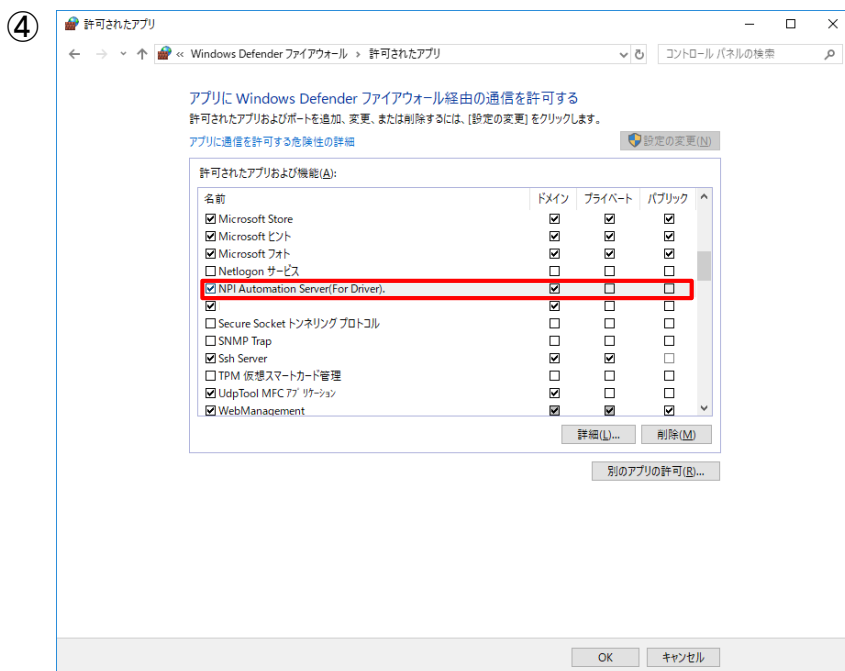 ④
許可されたアプリ
« Windows Defender ファイアウォール › 許可されたアプリ
コントロール パネルの検索
アプリに Windows Defender ファイアウォール経由の通信を許可する
許可されたアプリおよびポートを追加、変更、または削除するには、[設定の変更] をクリックします。
アプリに通信を許可する危険性の詳細
設定の変更(N)
許可されたアプリおよび機能(A):
名前 ドメイン プライベート パブリック
Microsoft Store
Microsoft ヒント
Microsoft フォト
Netlogon サービス
NPI Automation Server(For Driver).
Secure Socket トンネリング プロトコル
SNMP Trap
Ssh Server
TPM 仮想スマートカード管理
UdpTool MFC ｱﾌﾟﾘｹｰｼｮﾝ
WebManagement
詳細(L)... 削除(M)
別のアプリの許可(R)...
OK キャンセル